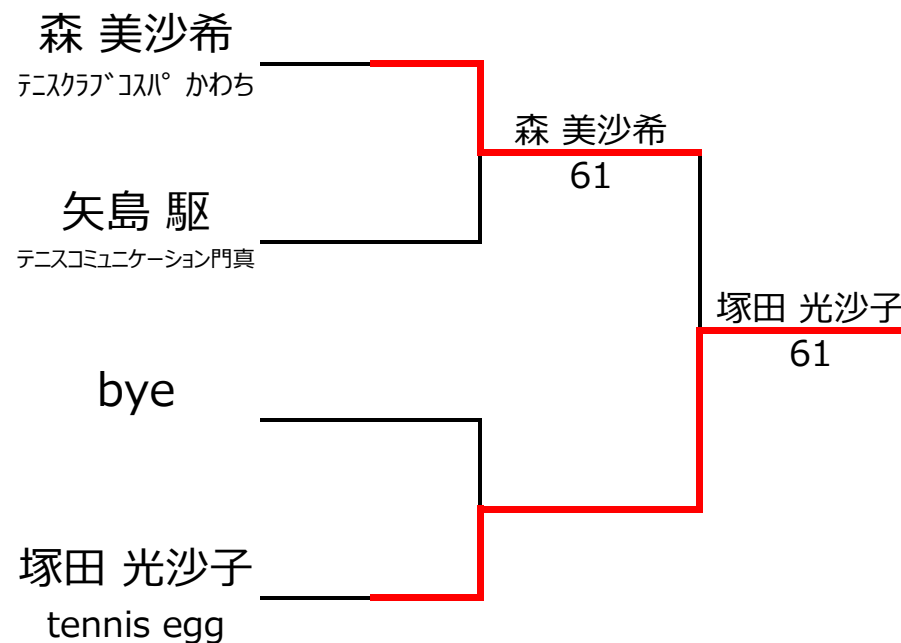 森 美沙希
ﾃﾆｽｸﾗﾌﾞｺｽﾊﾟ かわち
森 美沙希
61
矢島 駆
テニスコミュニケーション門真
塚田 光沙子
61
bye
塚田 光沙子
tennis egg